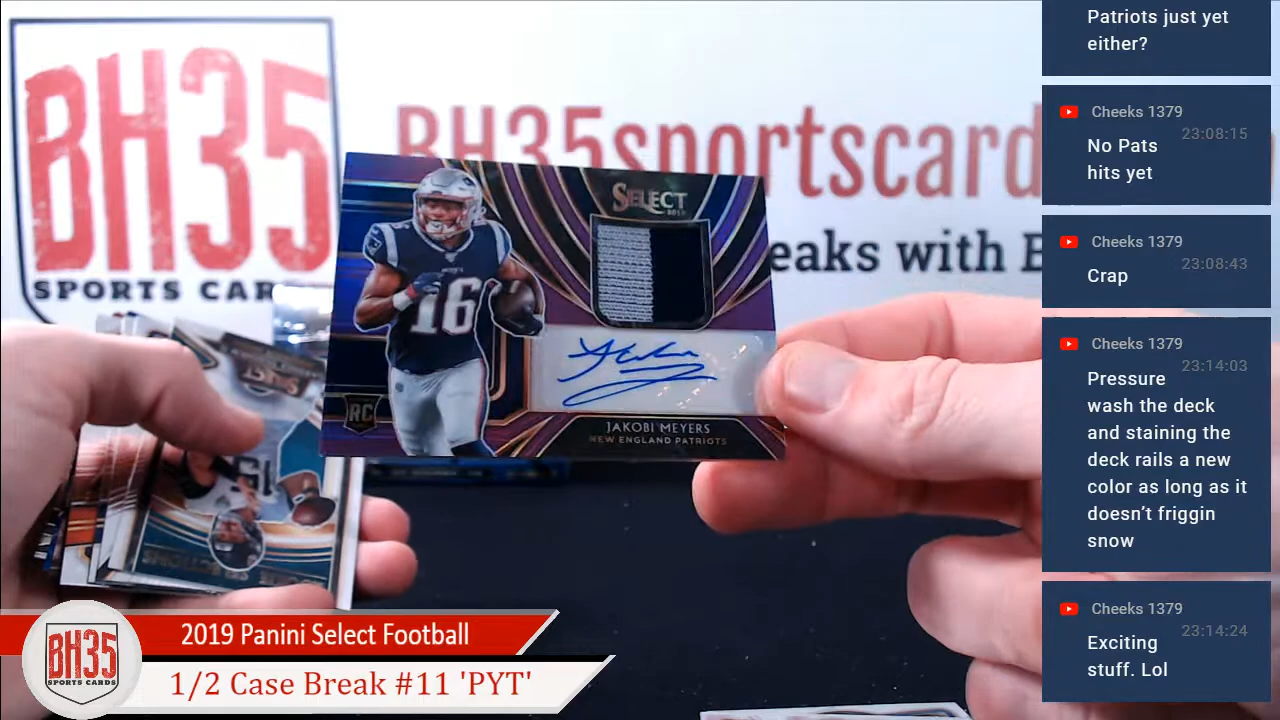 BH35
SPORTS CAR
BH35sportscard
eaks with B
SELECT
2019
16
RC
JAKOBI MEYERS
NEW ENGLAND PATRIOTS
2019 Panini Select Football
1/2 Case Break #11 'PYT'
BH35
SPORTS CARDS
Patriots just yet
either?
Cheeks 1379
23:08:15
No Pats
hits yet
Cheeks 1379
23:08:43
Crap
Cheeks 1379
23:14:03
Pressure
wash the deck
and staining the
deck rails a new
color as long as it
doesn’t friggin
snow
Cheeks 1379
23:14:24
Exciting
stuff. Lol